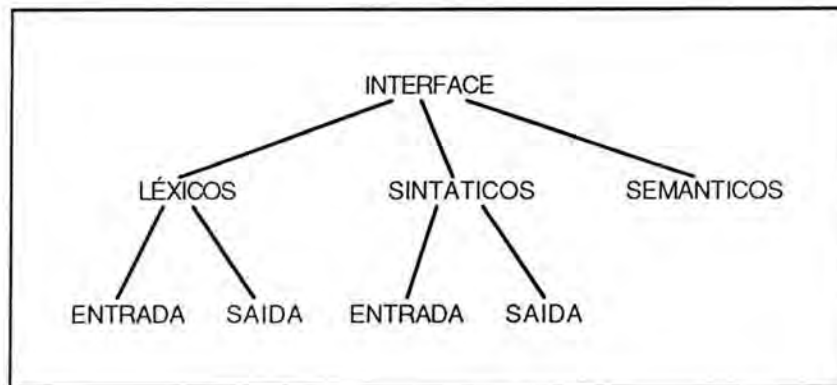 INTERFACE
LÉXICOS SINTÁTICOS SEMANTICOS
ENTRADA SAIDA ENTRADA SAIDA